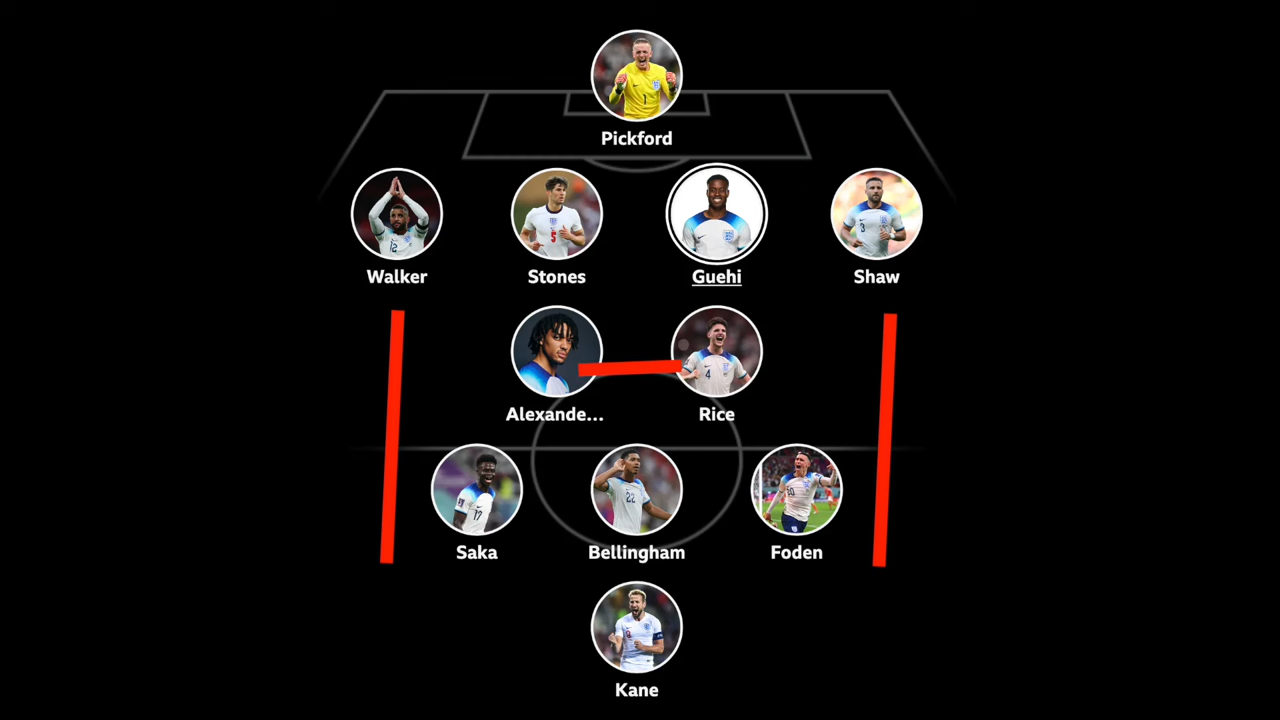 Pickford
Walker
Stones
Guehi
Shaw
Alexande...
Rice
Saka
Bellingham
Foden
Kane